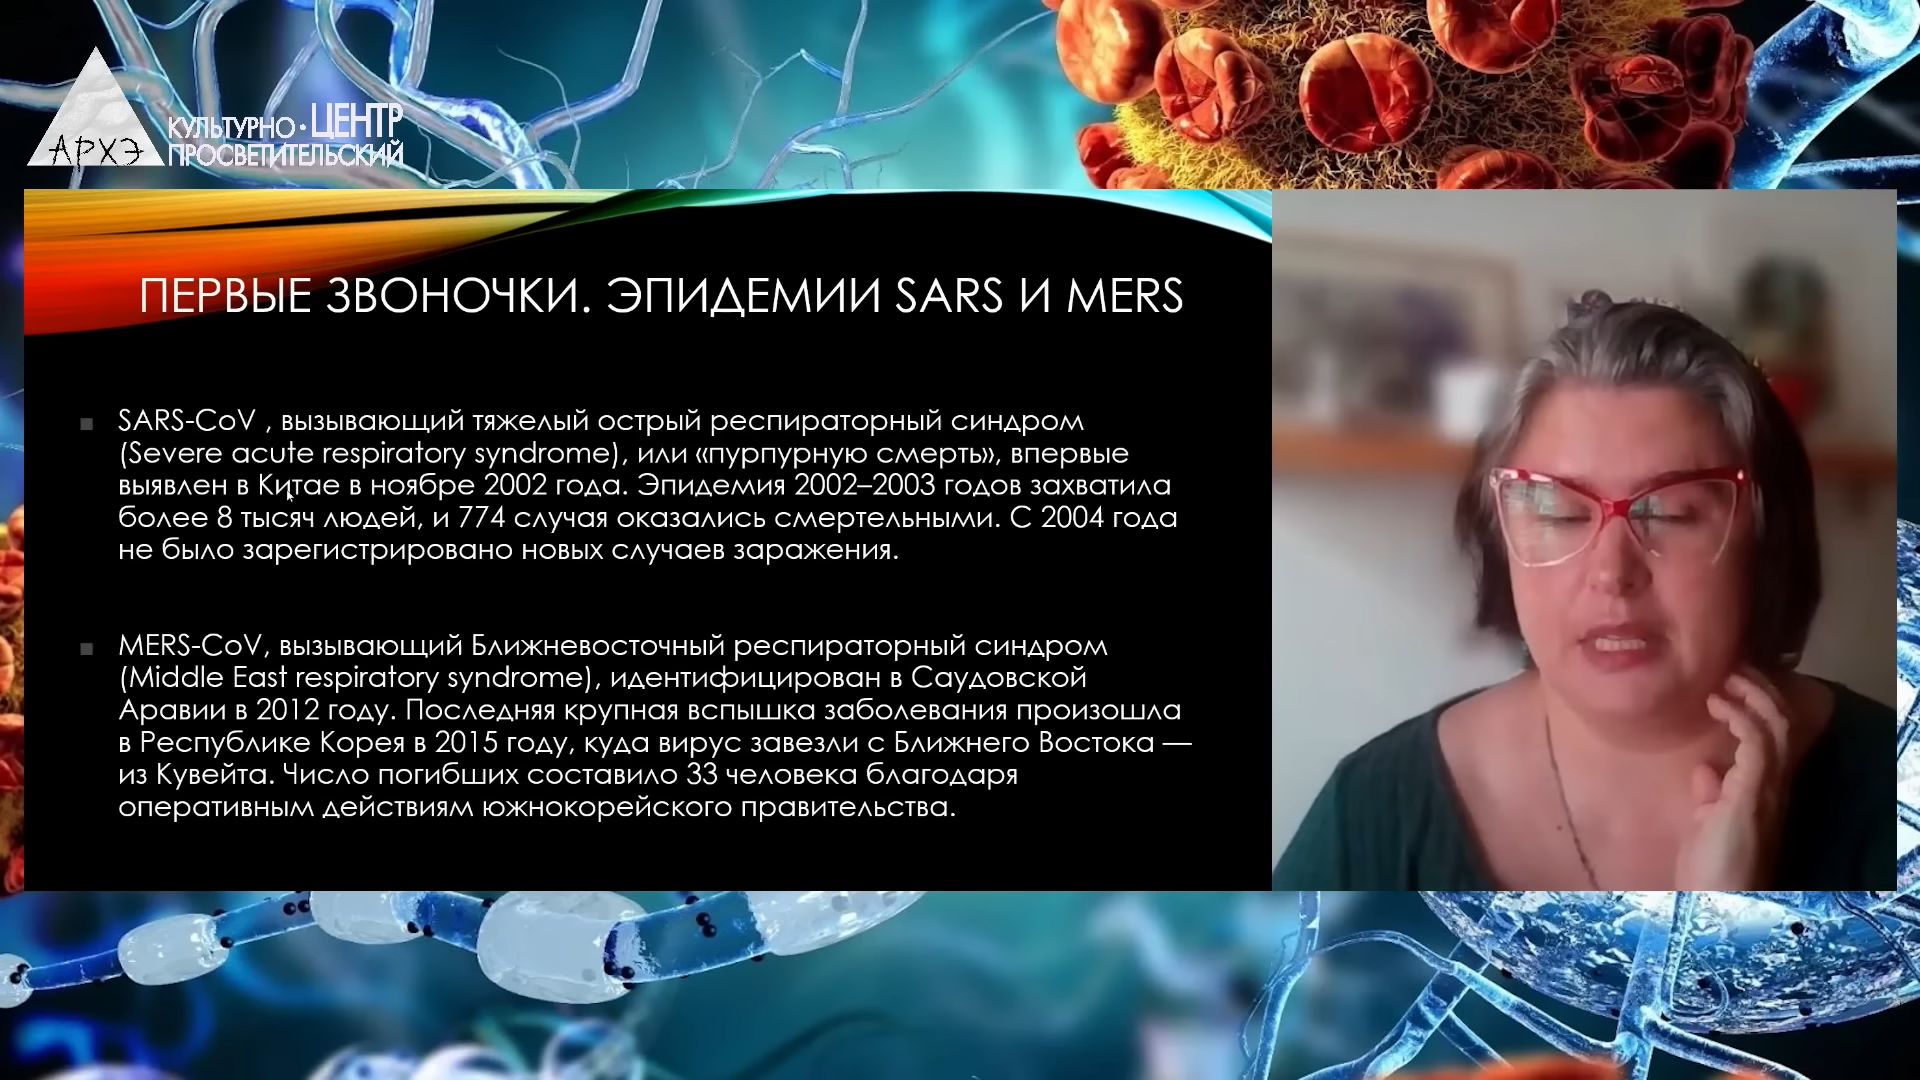 АРХЭ
КУЛЬТУРНО · ЦЕНТР
ПРОСВЕТИТЕЛЬСКИЙ
ПЕРВЫЕ ЗВОНОЧКИ. ЭПИДЕМИИ SARS И MERS
SARS-CoV , вызывающий тяжелый острый респираторный синдром
(Severe acute respiratory syndrome), или «пурпурную смерть», впервые
выявлен в Китае в ноябре 2002 года. Эпидемия 2002–2003 годов захватила
более 8 тысяч людей, и 774 случая оказались смертельными. С 2004 года
не было зарегистрировано новых случаев заражения.
MERS-CoV, вызывающий Ближневосточный респираторный синдром
(Middle East respiratory syndrome), идентифицирован в Саудовской
Аравии в 2012 году. Последняя крупная вспышка заболевания произошла
в Республике Корея в 2015 году, куда вирус завезли с Ближнего Востока —
из Кувейта. Число погибших составило 33 человека благодаря
оперативным действиям южнокорейского правительства.